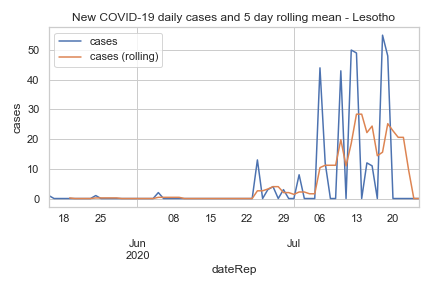 New COVID-19 daily cases and 5 day rolling mean - Lesotho
cases
cases (rolling)
cases
50
40
30
20
10
0
18 25 08 15 22 29 06 13 20
Jun Jul
2020
dateRep